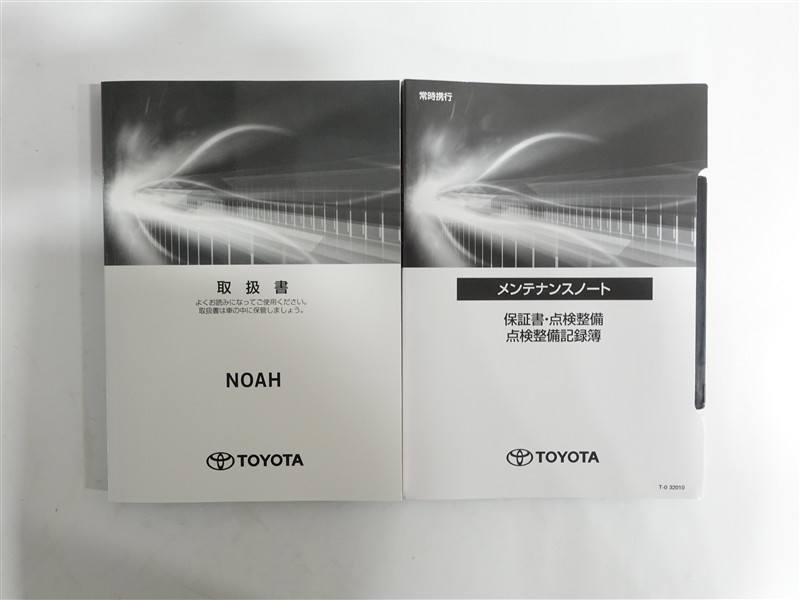 取扱書
よくお読みになってご使用ください。
取扱書は車の中に保管しましょう。
NOAH
TOYOTA
常時携行
メンテナンスノート
保証書・点検整備
点検整備記録簿
TOYOTA
T-0 32010